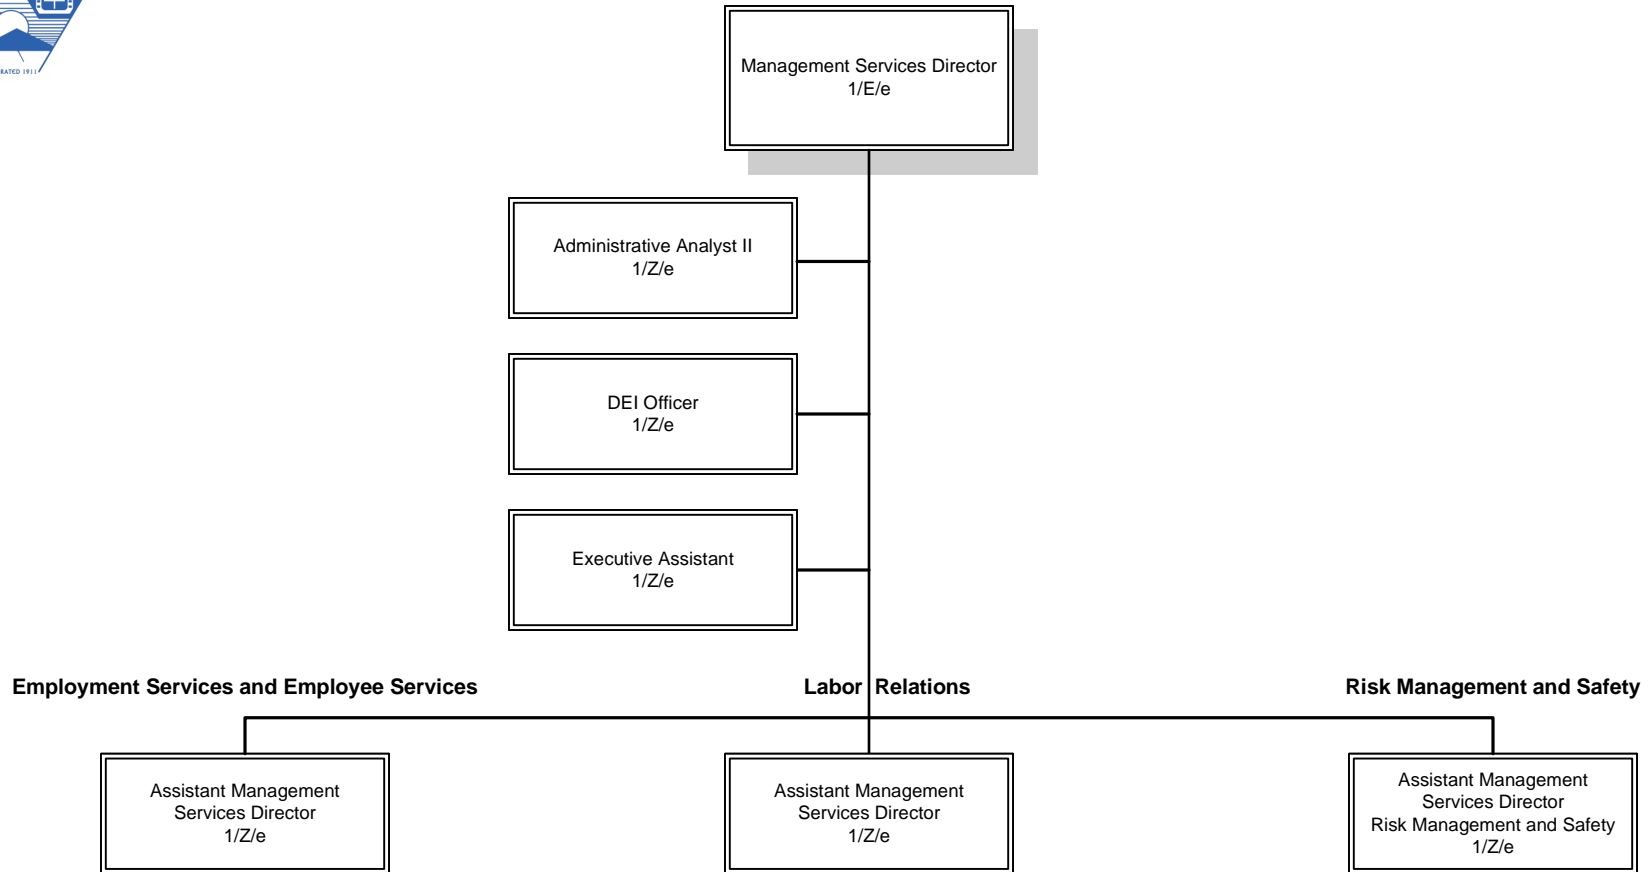 RATED 1911
Management Services Director
1/E/e
Administrative Analyst II
1/Z/e
DEI Officer
1/Z/e
Executive Assistant
1/Z/e
Employment Services and Employee Services
Labor Relations
Risk Management and Safety
Assistant Management
Services Director
1/Z/e
Assistant Management
Services Director
1/Z/e
Assistant Management
Services Director
Risk Management and Safety
1/Z/e